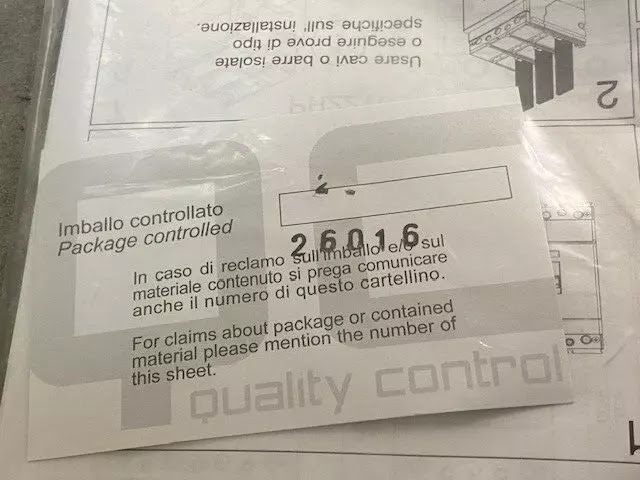 Usare cavi o barre isolate
o eseguire prove di tipo
specifiche sull' installazione.
2
Imballo controllato
Package controlled
26016
In caso di reclamo sull'imballo e/o sul
materiale contenuto si prega comunicare
anche il numero di questo cartellino.
For claims about package or contained
material please mention the number of
this sheet.
quality control
1